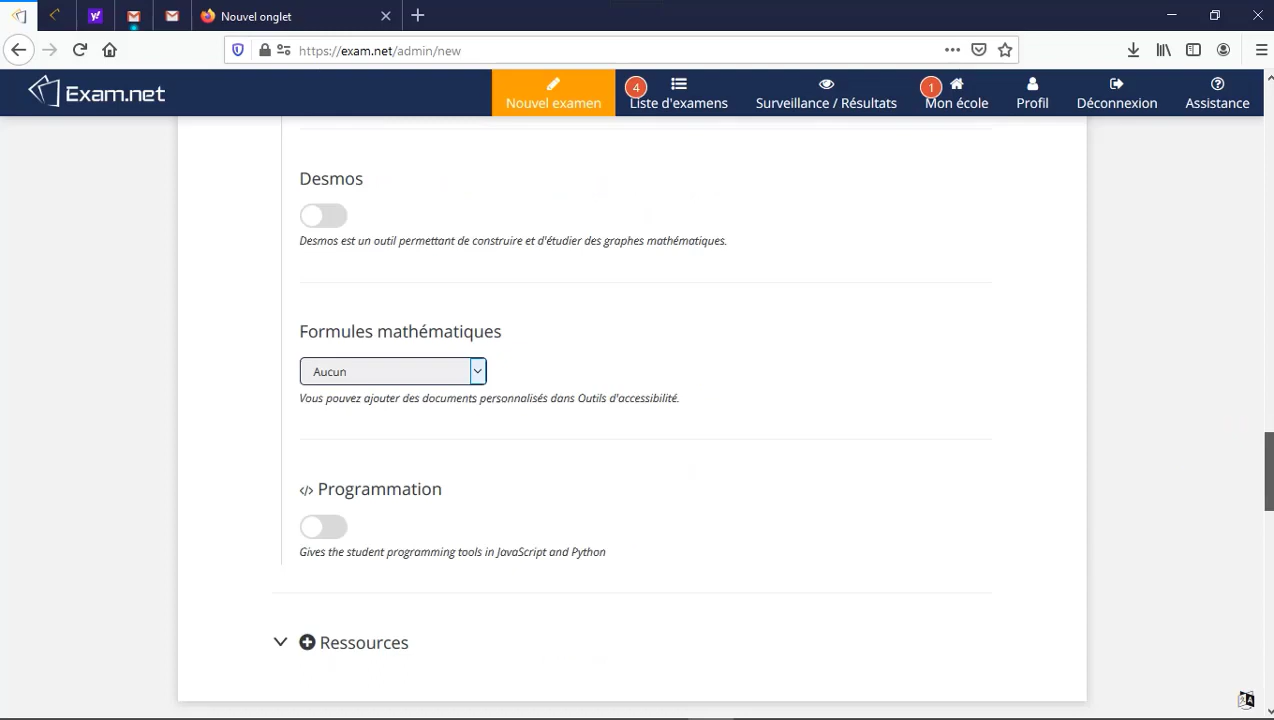 Nouvel onglet
https://exam.net/admin/new
Exam.net
Nouvel examen
4
Liste d'examens
Surveillance / Résultats
1
Mon école
Profil
Déconnexion
Assistance
Desmos
Desmos est un outil permettant de construire et d'étudier des graphes mathématiques.
Formules mathématiques
Aucun
Vous pouvez ajouter des documents personnalisés dans Outils d'accessibilité.
</> Programmation
Gives the student programming tools in JavaScript and Python
Ressources